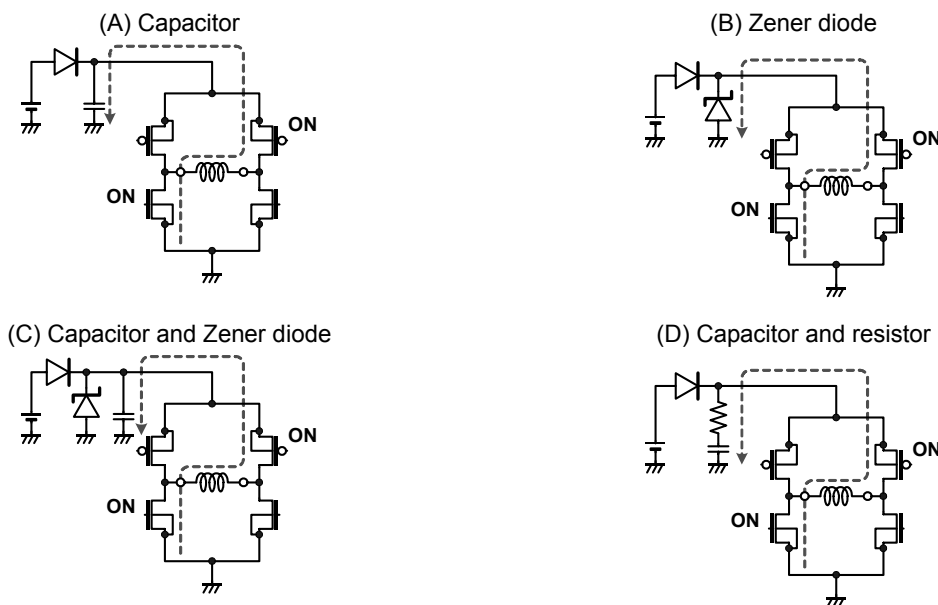 (A) Capacitor
(B) Zener diode
ON
ON
ON
ON
(C) Capacitor and Zener diode
(D) Capacitor and resistor
ON
ON
ON
ON